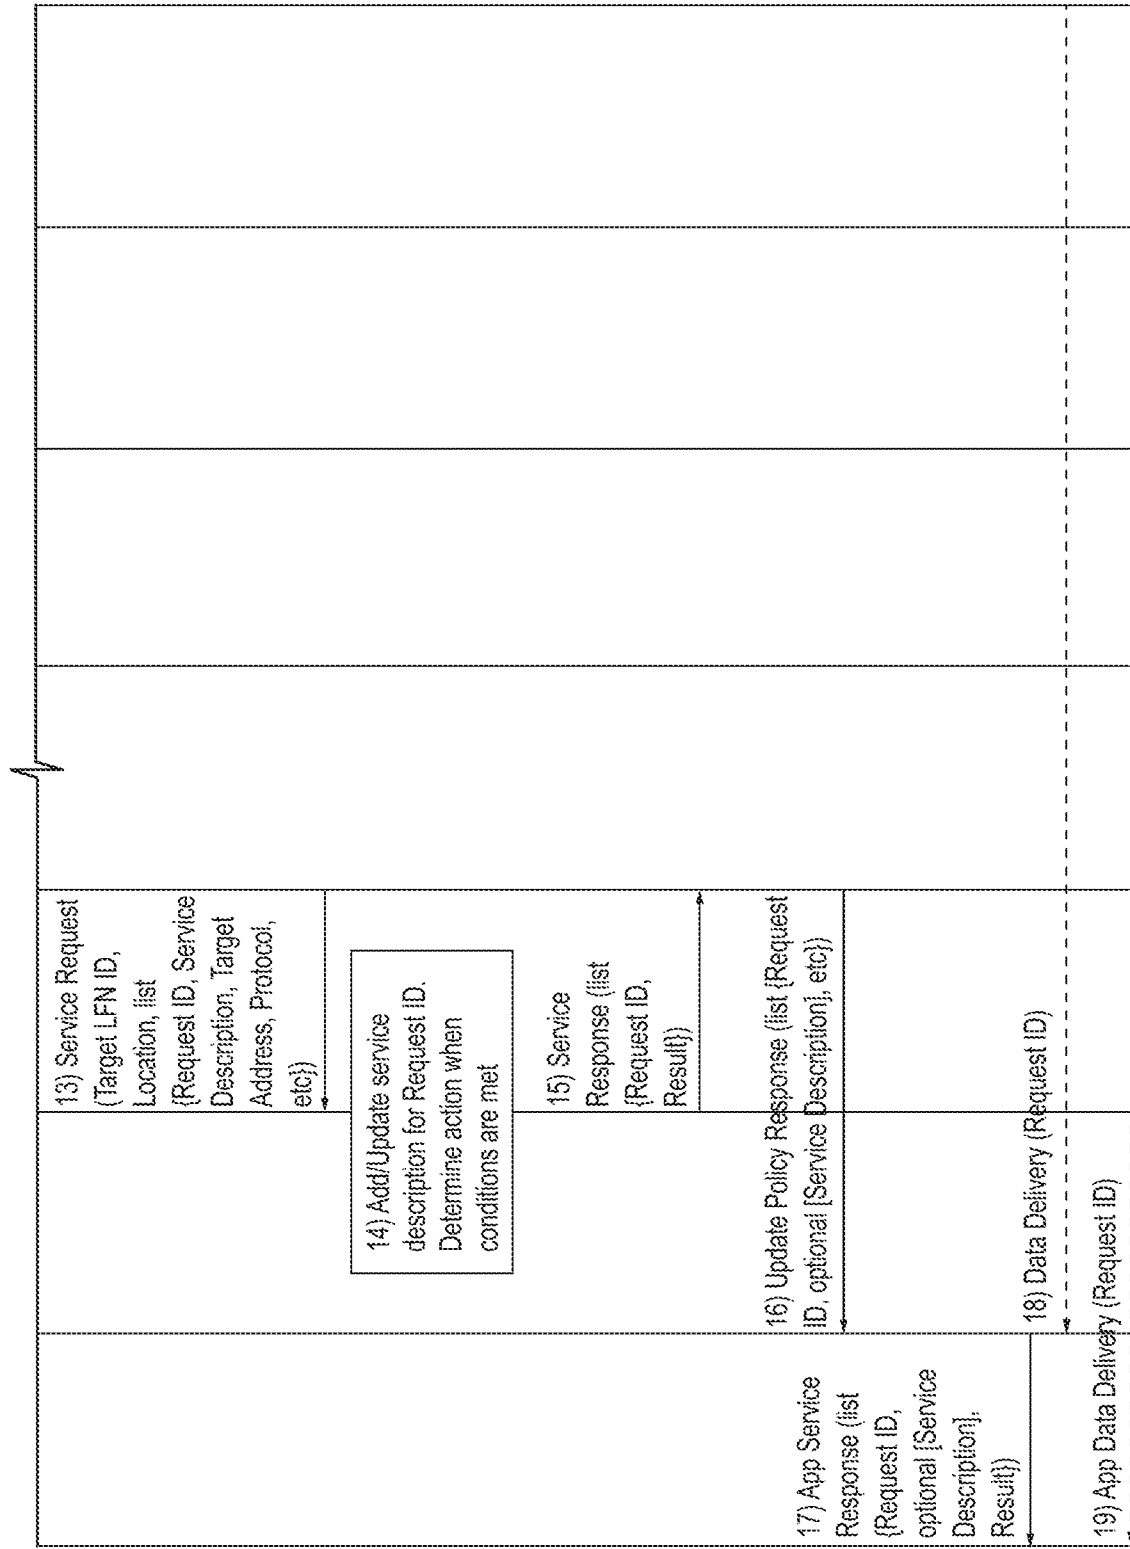 13) Service Request
(Target LFN ID,
Location, list
{Request ID, Service
Description, Target
Address, Protocol,
etc})
14) Add/Update service
description for Request ID.
Determine action when
conditions are met
15) Service
Response (list
{Request ID,
Result})
16) Update Policy Response (list {Request
ID, optional [Service Description], etc})
17) App Service
Response (list
{Request ID,
optional [Service
Description],
Result})
18) Data Delivery (Request ID)
19) App Data Delivery (Request ID)